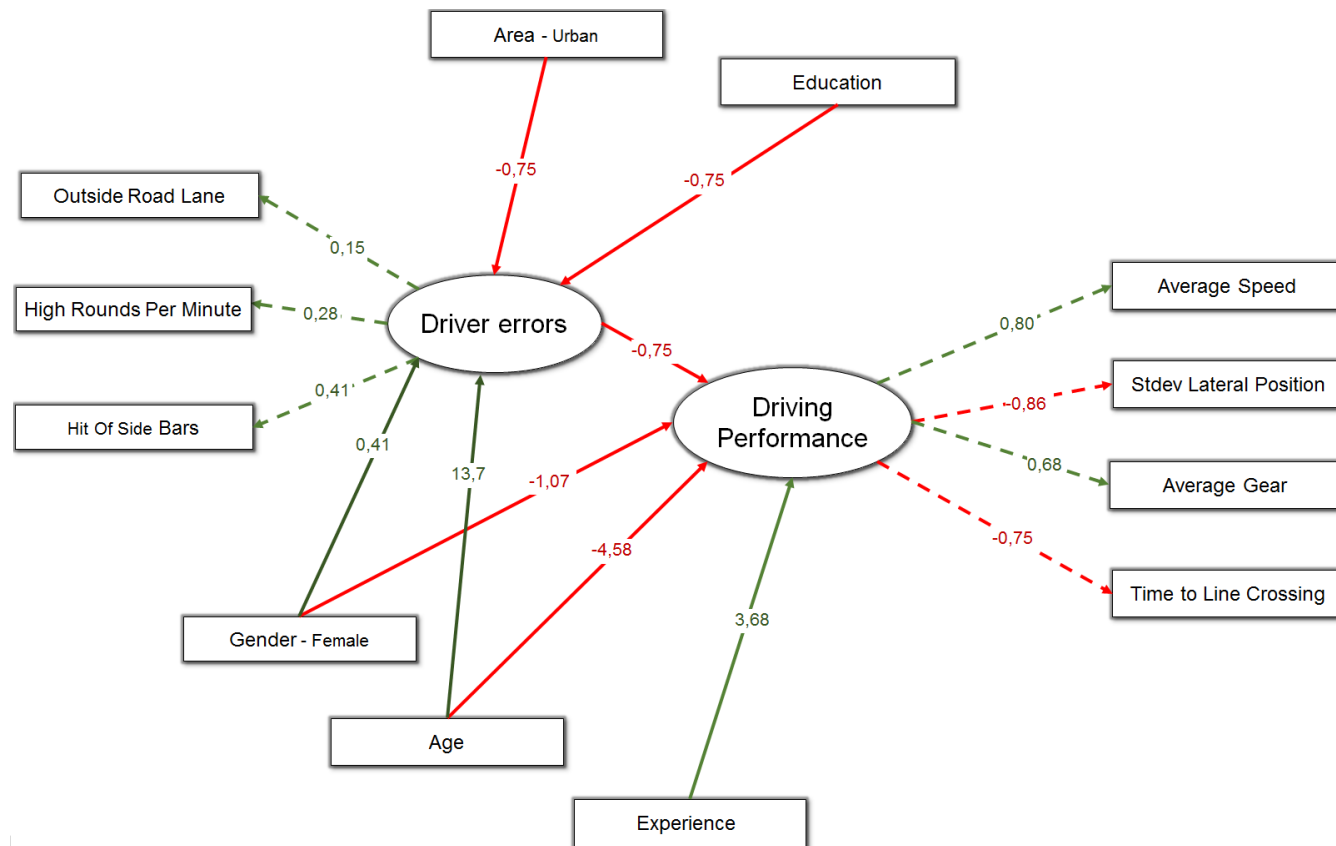 Area - Urban
Education
-0,75
-0,75
Outside Road Lane
0,15
High Rounds Per Minute
0,28
Driver errors
-0,75
Average Speed
0,80
Hit Of Side Bars
0,41
0,41
13,7
-1,07
-4,58
Driving
Performance
Stdev Lateral Position
-0,86
0,68
Average Gear
-0,75
Time to Line Crossing
3,68
Gender - Female
Age
Experience